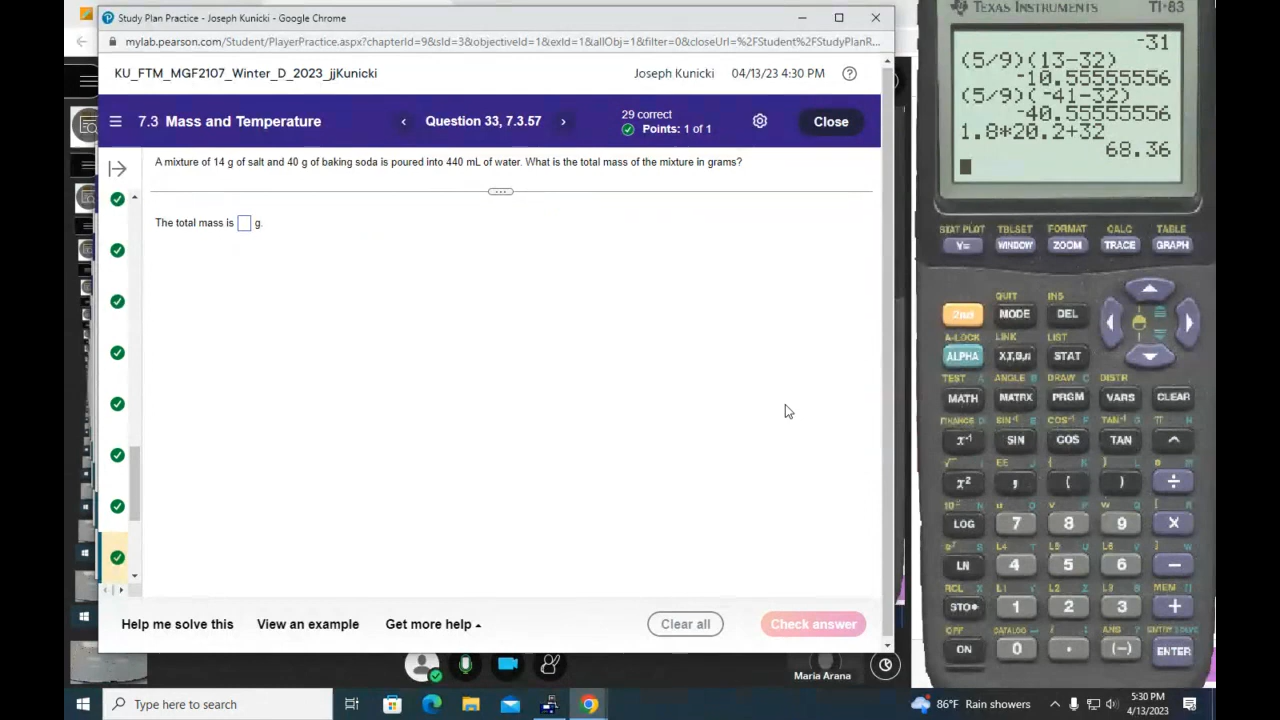 Study Plan Practice - Joseph Kunicki - Google Chrome
mylab.pearson.com/Student/PlayerPractice.aspx?chapterId=9&sId=3&objectiveId=1&exId=1&allObj=1&filter=0&closeUrl=%2FStudent%2FStudyPlanR...
KU_FTM_MGF2107_Winter_D_2023_jjKunicki
Joseph Kunicki 04/13/23 4:30 PM
7.3 Mass and Temperature
Question 33, 7.3.57
29 correct
Points: 1 of 1
Close
A mixture of 14 g of salt and 40 g of baking soda is poured into 440 mL of water. What is the total mass of the mixture in grams?
The total mass is g.
Help me solve this View an example Get more help
Clear all Check answer
Maria Arana
Type here to search
86°F Rain showers
5:30 PM
4/13/2023
TEXAS INSTRUMENTS TI-83
-31
(5/9)(13-32)
-10.55555556
(5/9)(-41-32)
-40.55555556
1.8*20.2+32
68.36
STAT PLOT TBLSET FORMAT CALC TABLE
Y= WINDOW ZOOM TRACE GRAPH
QUIT INS
2nd MODE DEL
A-LOCK LINK LIST
ALPHA X,T,θ,n STAT
TEST A ANGLE B DRAW C DISTR
MATH MATRX PRGM VARS CLEAR
FINANCE D SIN⁻¹ E COS⁻¹ F TAN⁻¹ G π H
x⁻¹ SIN COS TAN ^
√ I EE J { K } L e M
x² , ( ) ÷
10ˣ N u O v P w Q [ R
LOG 7 8 9 X
eˣ S L4 T L5 U L6 V ] W
LN 4 5 6 −
RCL X L1 Y L2 Z L3 θ MEM "
STO▸ 1 2 3 +
OFF CATALOG i : ANS ? ENTRY SOLVE
ON 0 . (−) ENTER